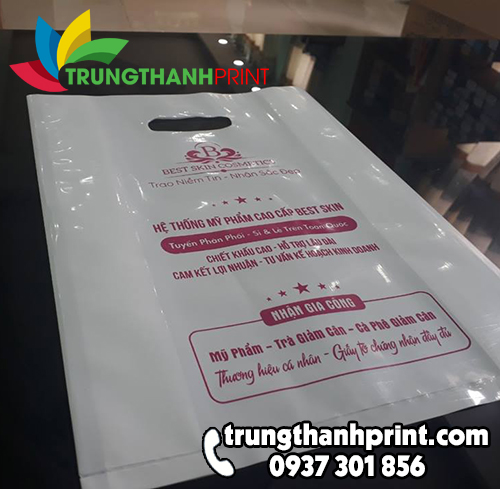 TRUNGTHANHPRINT
B
BEST SKIN COSMETICS
Trao Niềm Tin - Nhận Sắc Đẹp
HỆ THỐNG MỸ PHẨM CAO CẤP BEST SKIN
Tuyển Phân Phối - Sỉ & Lẻ Trên Toàn Quốc
CHIẾT KHẤU CAO - HỖ TRỢ LÂU DÀI
CAM KẾT LỢI NHUẬN - TƯ VẤN KẾ HOẠCH KINH DOANH
NHẬN GIA CÔNG
Mỹ Phẩm - Trà Giảm Cân - Cà Phê Giảm Cân
Thương hiệu cá nhân - Giấy tờ chứng nhận đầy đủ
trungthanhprint.com
0937 301 856